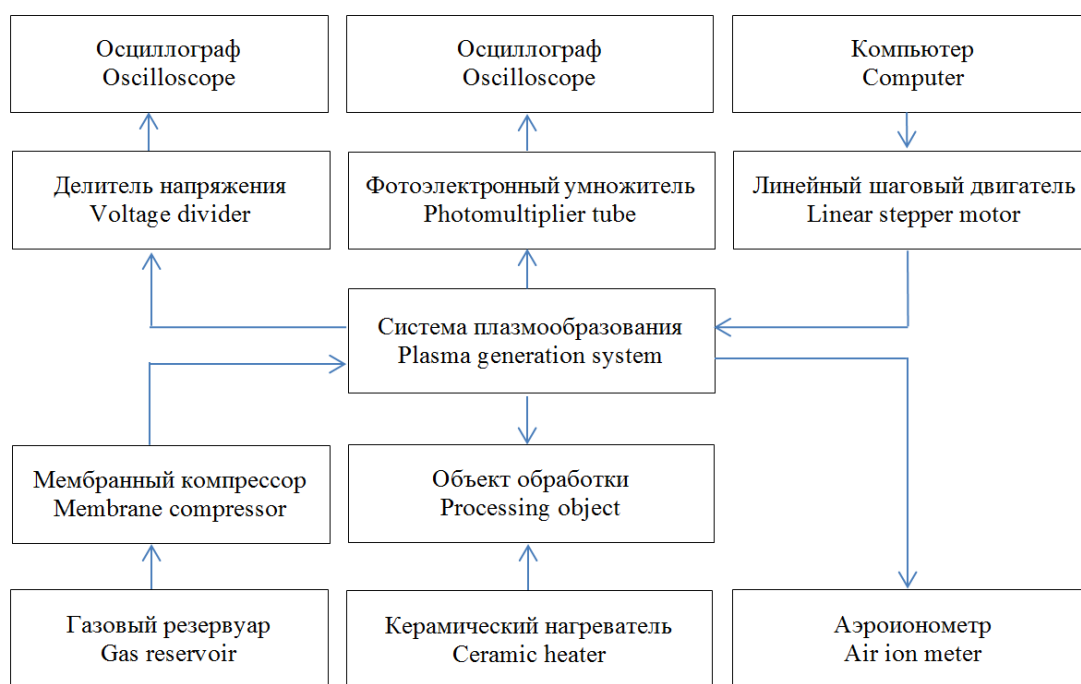 Осциллограф
Oscilloscope
Осциллограф
Oscilloscope
Компьютер
Computer
Делитель напряжения
Voltage divider
Фотоэлектронный умножитель
Photomultiplier tube
Линейный шаговый двигатель
Linear stepper motor
Система плазмообразования
Plasma generation system
Мембранный компрессор
Membrane compressor
Объект обработки
Processing object
Газовый резервуар
Gas reservoir
Керамический нагреватель
Ceramic heater
Аэроионометр
Air ion meter